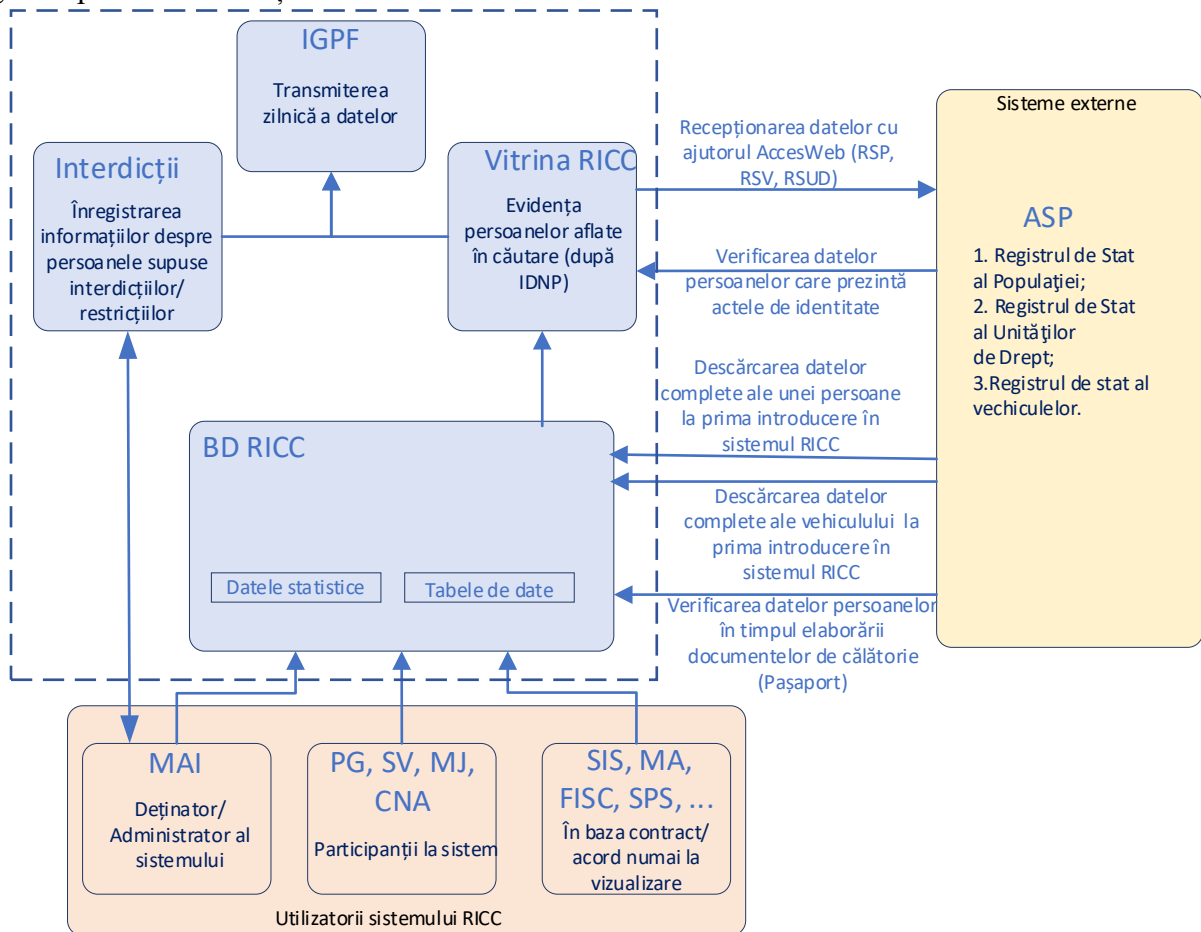 IGPF
Transmiterea
zilnică a datelor
Interdicții
Înregistrarea
informațiilor despre
persoanele supuse
interdicțiilor/
restricțiilor
Vitrina RICC
Evidența
persoanelor aflate
în căutare (după
IDNP)
Recepționarea datelor cu
ajutorul AccesWeb (RSP,
RSV, RSUD)
Verificarea datelor
persoanelor care prezintă
actele de identitate
Descărcarea datelor
complete ale unei persoane
la prima introducere în
sistemul RICC
Descărcarea datelor
complete ale vehiculului la
prima introducere în
sistemul RICC
Verificarea datelor persoanelor
în timpul elaborării
documentelor de călătorie
(Pașaport)
Sisteme externe
ASP
1. Registrul de Stat
al Populaţiei;
2. Registrul de Stat
al Unităţilor
de Drept;
3.Registrul de stat al
vechiculelor.
BD RICC
Datele statistice
Tabele de date
MAI
Deținator/
Administrator al
sistemului
PG, SV, MJ,
CNA
Participanții la sistem
SIS, MA,
FISC, SPS, ...
În baza contract/
acord numai la
vizualizare
Utilizatorii sistemului RICC